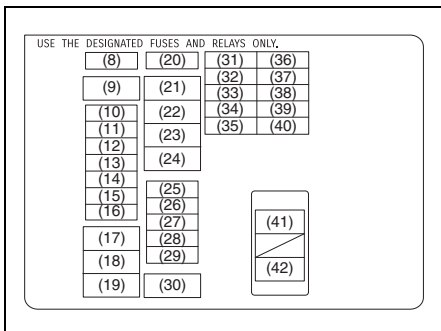 USE THE DESIGNATED FUSES AND RELAYS ONLY.
(8) (20) (31) (36)
(32) (37)
(9) (21) (33) (38)
(10) (22) (34) (39)
(11) (35) (40)
(12) (23)
(13) (24)
(14)
(15) (25)
(16) (26)
(27) (41)
(17) (28)
(18) (29) (42)
(19) (30)